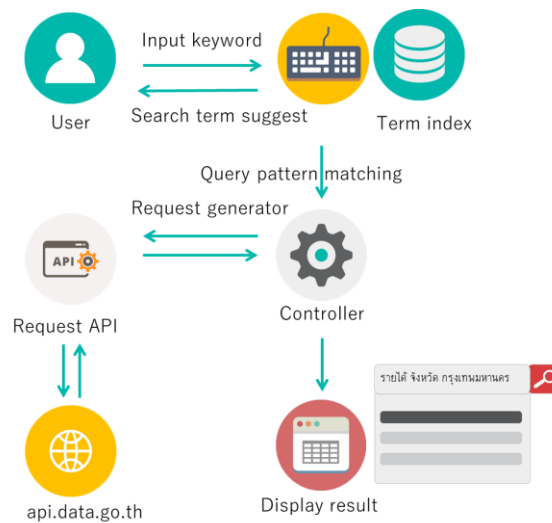 Input keyword
Search term suggest
User
Term index
Query pattern matching
Request generator
API
Request API
Controller
รายได้ จังหวัด กรุงเทพมหานคร
api.data.go.th
Display result